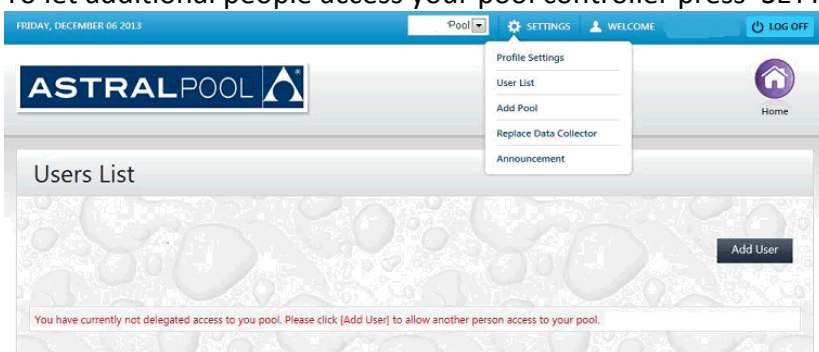 To let additional people access your pool controller press 'SETT
FRIDAY, DECEMBER 06 2013
Pool
SETTINGS
WELCOME
LOG OFF
Profile Settings
User List
Add Pool
Replace Data Collector
Announcement
ASTRALPOOL
Home
Users List
Add User
You have currently not delegated access to you pool. Please click [Add User] to allow another person access to your pool.